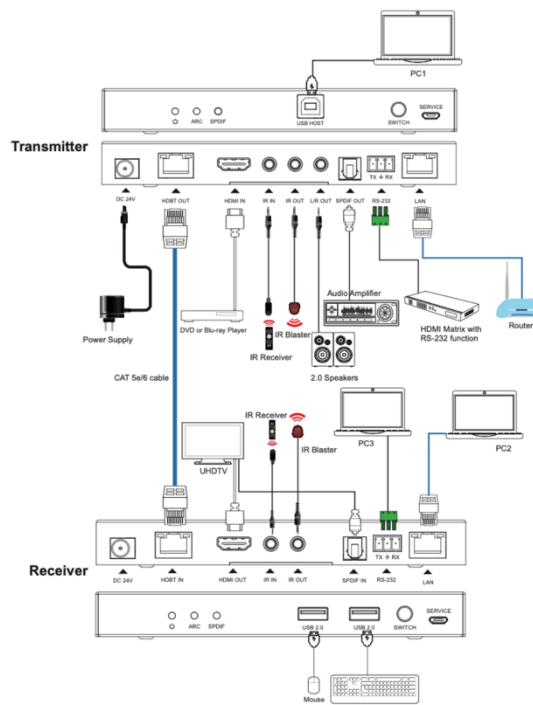 PC1
ARC SPDIF
USB HOST
SWITCH
SERVICE
Transmitter
TX RX
DC 24V
HDBT OUT
HDMI IN
IR IN
IR OUT
L/R OUT
SPDIF OUT
RS-232
LAN
Power Supply
DVD or Blu-ray Player
IR Receiver
IR Blaster
Audio Amplifier
2.0 Speakers
HDMI Matrix with
RS-232 function
Router
CAT 5e/6 cable
UHDTV
IR Receiver
IR Blaster
PC3
PC2
TX RX
Receiver
DC 24V
HDBT IN
HDMI OUT
IR IN
IR OUT
SPDIF IN
RS-232
LAN
ARC SPDIF
USB 2.0
USB 2.0
SWITCH
SERVICE
Mouse